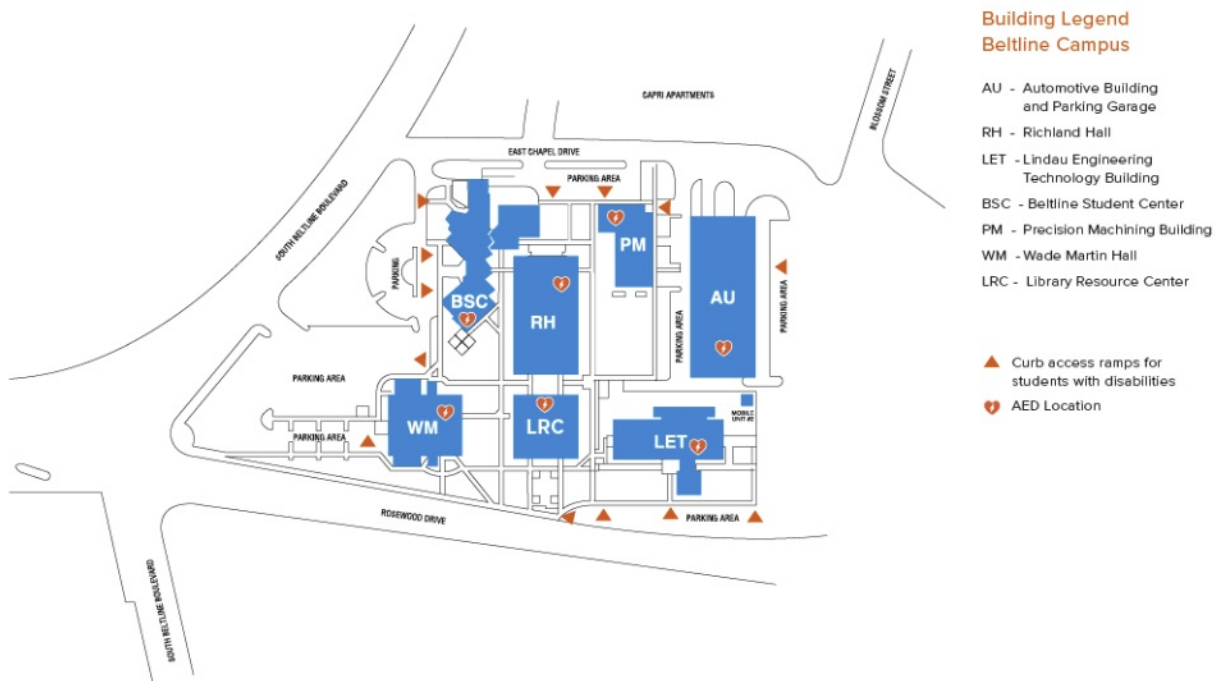 Building Legend
Beltline Campus
AU - Automotive Building
and Parking Garage
RH - Richland Hall
LET - Lindau Engineering
Technology Building
BSC - Beltline Student Center
PM - Precision Machining Building
WM - Wade Martin Hall
LRC - Library Resource Center
Curb access ramps for
students with disabilities
AED Location
CAPRI APARTMENTS
BLOSSOM STREET
EAST CHAPEL DRIVE
PARKING AREA
SOUTH BELTLINE BOULEVARD
PARKING
PM
BSC
RH
AU
PARKING AREA
PARKING AREA
PARKING AREA
WM
LRC
LET
MOBILE
UNIT #2
PARKING AREA
ROSEWOOD DRIVE
PARKING AREA
SOUTH BELTLINE BOULEVARD